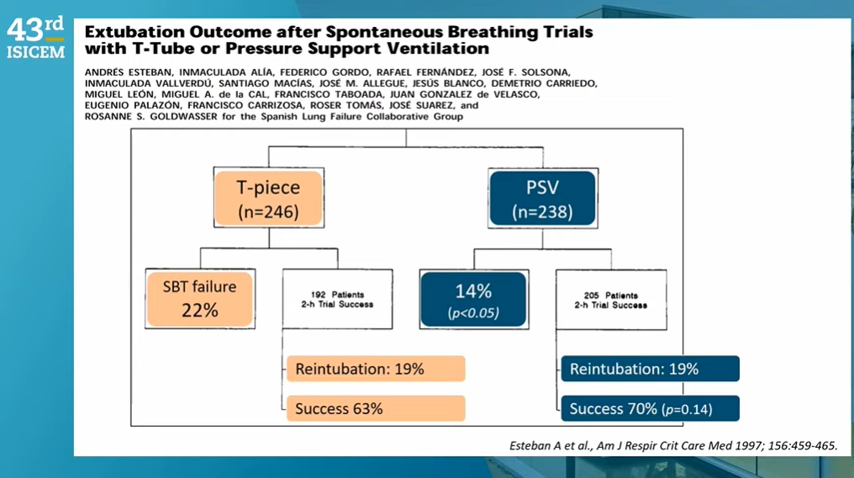 43rd
ISICEM
Extubation Outcome after Spontaneous Breathing Trials
with T-Tube or Pressure Support Ventilation
ANDRÉS ESTEBAN, INMACULADA ALÍA, FEDERICO GORDO, RAFAEL FERNÁNDEZ, JOSÉ F. SOLSONA,
INMACULADA VALLVERDÚ, SANTIAGO MACÍAS, JOSÉ M. ALLEGUE, JESÚS BLANCO, DEMETRIO CARRIEDO,
MIGUEL LEÓN, MIGUEL A. de la CAL, FRANCISCO TABOADA, JUAN GONZALEZ de VELASCO,
EUGENIO PALAZÓN, FRANCISCO CARRIZOSA, ROSER TOMÁS, JOSÉ SUAREZ, and
ROSANNE S. GOLDWASSER for the Spanish Lung Failure Collaborative Group
T-piece
(n=246)
PSV
(n=238)
SBT failure
22%
192 Patients
2-h Trial Success
14%
(p<0.05)
205 Patients
2-h Trial Success
Reintubation: 19%
Success 63%
Reintubation: 19%
Success 70% (p=0.14)
Esteban A et al., Am J Respir Crit Care Med 1997; 156:459-465.